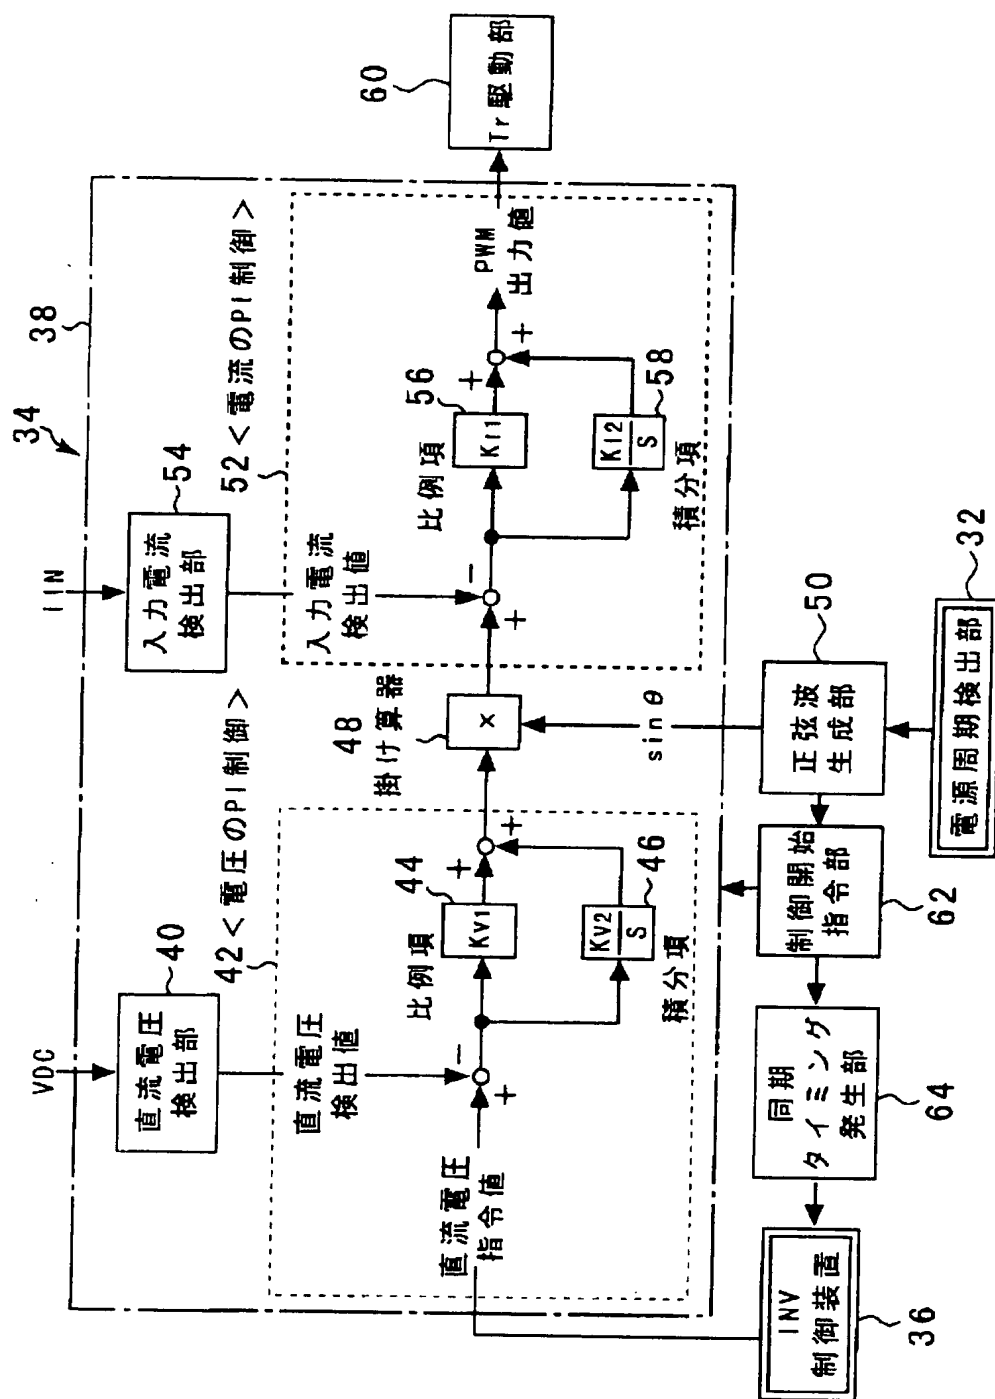 34
38
VDC
IIN
直流電圧
検出部
40
入力電流
検出部
54
42<電圧のPI制御>
52<電流のPI制御>
直流電圧
検出値
入力電流
検出値
直流電圧
指令値
+
−
比例項
KV1
44
+
+
KV2
S
46
積分項
48
掛け算器
×
+
−
比例項
KI1
56
+
+
KI2
S
58
積分項
PWM
出力値
Tr駆動部
60
sinθ
INV
制御装置
36
同期
タイミング
発生部
64
制御開始
指令部
62
正弦波
生成部
50
電源周期検出部
32